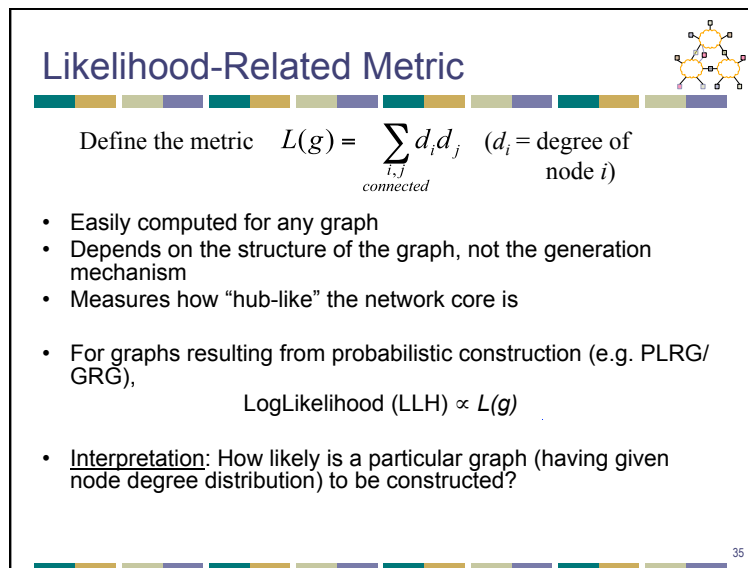 Likelihood-Related Metric
Define the metric L(g) = ∑ d_i d_j (d_i = degree of
i, j
connected
node i)
• Easily computed for any graph
• Depends on the structure of the graph, not the generation
mechanism
• Measures how “hub-like” the network core is
• For graphs resulting from probabilistic construction (e.g. PLRG/
GRG),
LogLikelihood (LLH) ∝ L(g)
• Interpretation: How likely is a particular graph (having given
node degree distribution) to be constructed?
35